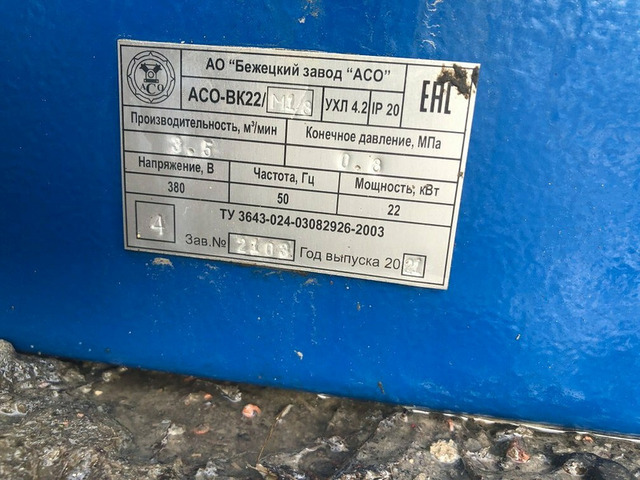 АО "Бежецкий завод "АСО"
АСО
АСО-ВК22/ М1/8 УХЛ 4.2 IP 20 ЕАС
Производительность, м³/мин Конечное давление, МПа
3.5 0.8
Напряжение, В Частота, Гц Мощность, кВт
380 50 22
ТУ 3643-024-03082926-2003
4
Зав.№ 2108 Год выпуска 2021